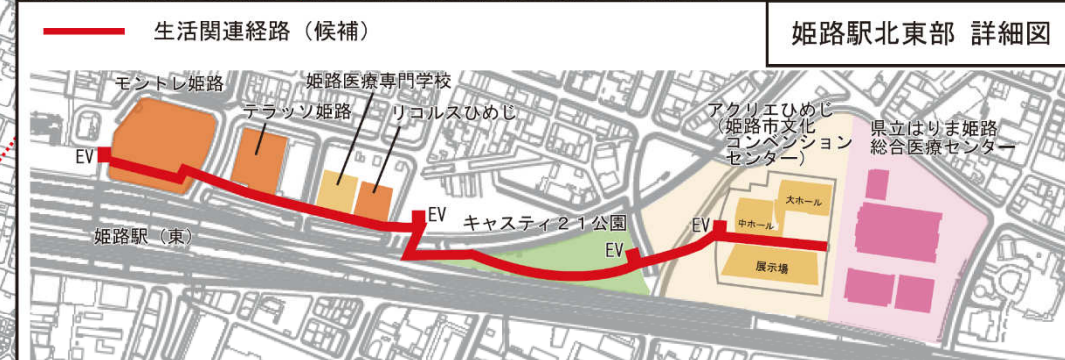 生活関連経路（候補）
姫路駅北東部 詳細図
モントレ姫路
姫路医療専門学校
テラッソ姫路
リコルスひめじ
アクリエひめじ
（姫路市文化
コンベンション
センター）
県立はりま姫路
総合医療センター
EV
姫路駅（東）
EV
キャスティ２１公園
EV
EV
大ホール
中ホール
展示場